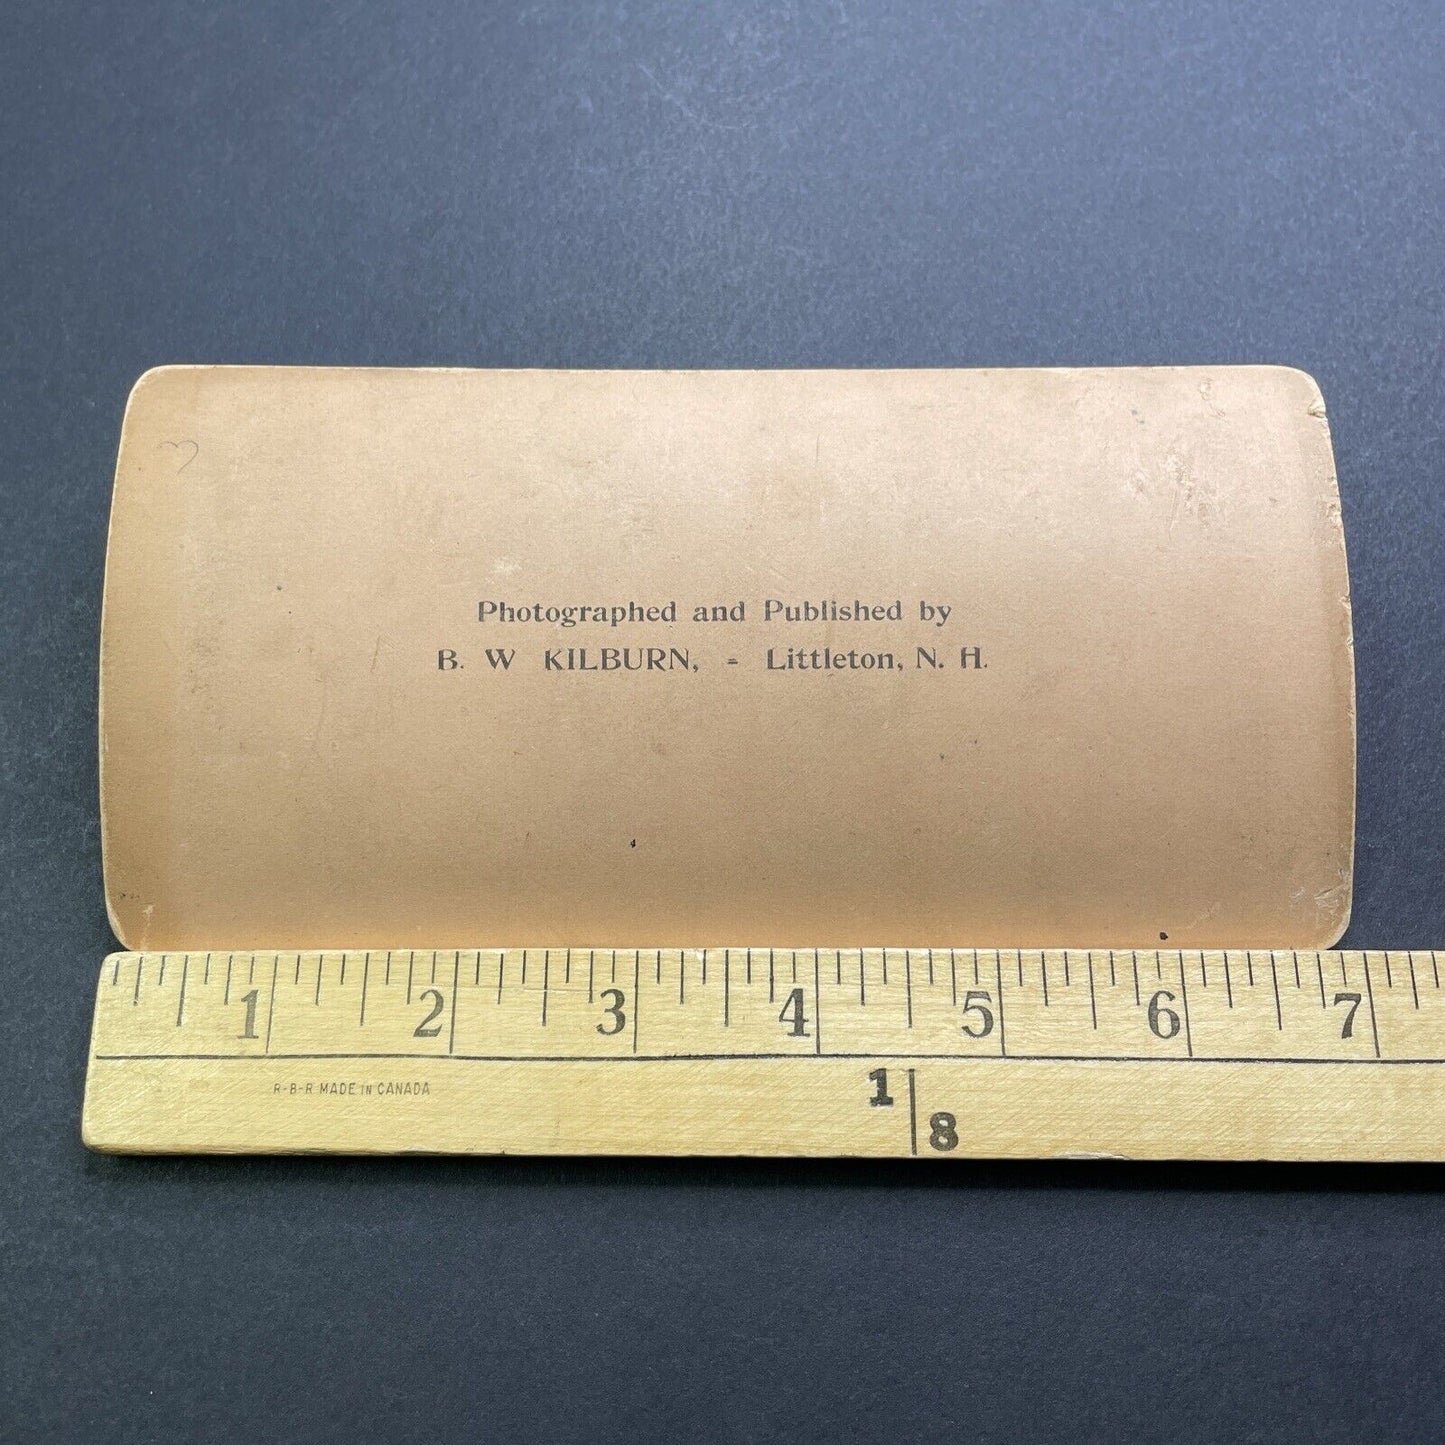 Photographed and Published by
B. W KILBURN, - Littleton, N. H.
1 2 3 4 5 6 7
R-B-R MADE IN CANADA
1
8